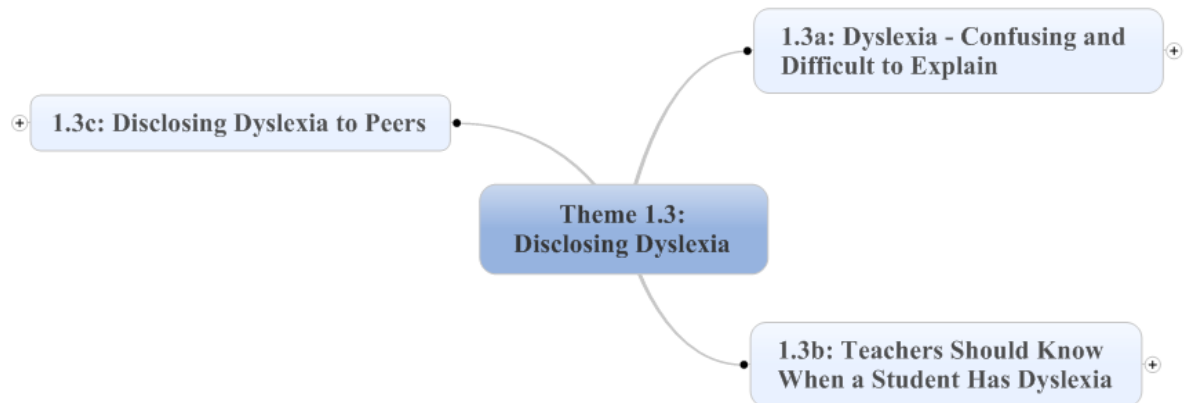 1.3a: Dyslexia - Confusing and
Difficult to Explain
1.3c: Disclosing Dyslexia to Peers
Theme 1.3:
Disclosing Dyslexia
1.3b: Teachers Should Know
When a Student Has Dyslexia